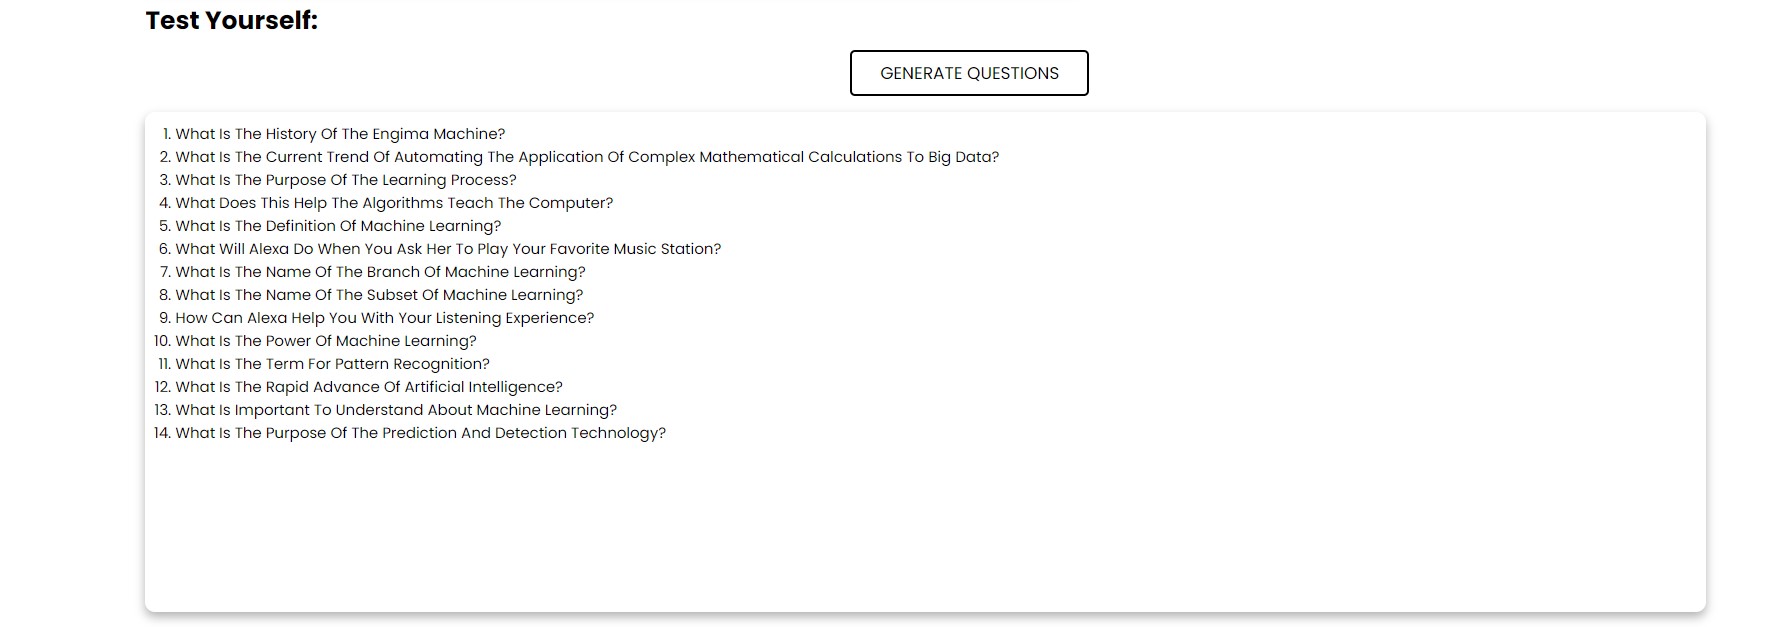 Test Yourself:
GENERATE QUESTIONS
1. What Is The History Of The Engima Machine?
2. What Is The Current Trend Of Automating The Application Of Complex Mathematical Calculations To Big Data?
3. What Is The Purpose Of The Learning Process?
4. What Does This Help The Algorithms Teach The Computer?
5. What Is The Definition Of Machine Learning?
6. What Will Alexa Do When You Ask Her To Play Your Favorite Music Station?
7. What Is The Name Of The Branch Of Machine Learning?
8. What Is The Name Of The Subset Of Machine Learning?
9. How Can Alexa Help You With Your Listening Experience?
10. What Is The Power Of Machine Learning?
11. What Is The Term For Pattern Recognition?
12. What Is The Rapid Advance Of Artificial Intelligence?
13. What Is Important To Understand About Machine Learning?
14. What Is The Purpose Of The Prediction And Detection Technology?